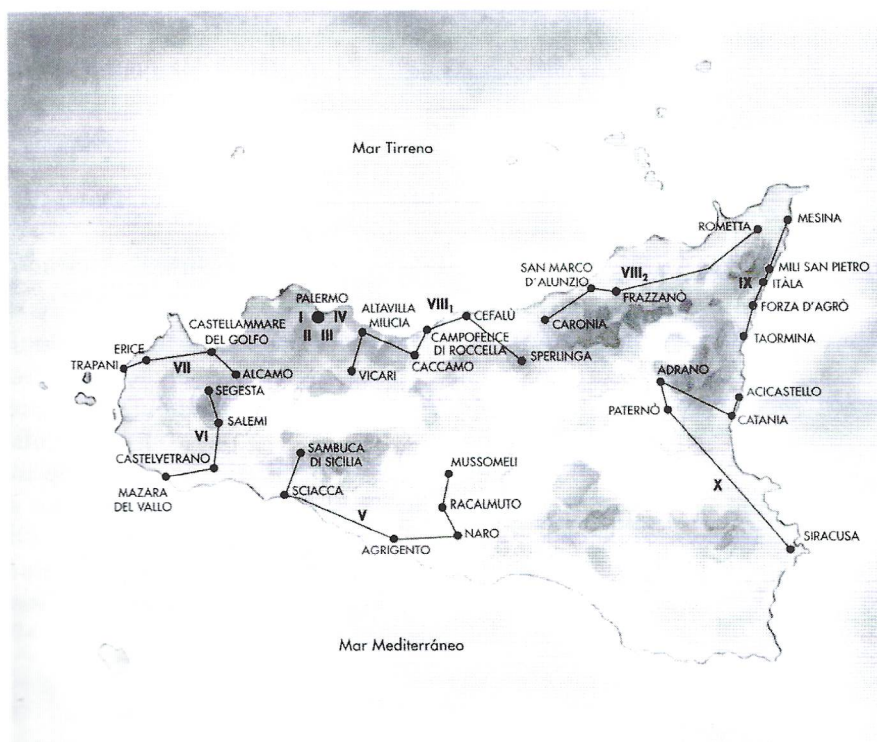 Mar Tirreno
ROMETTA
MESINA
SAN MARCO
D'ALUNZIO
VIII₂
IX
MILI SAN PIETRO
ITÀLA
FRAZZANÒ
FORZA D'AGRÒ
PALERMO
I IV
II III
ALTAVILLA
MILICIA
VIII₁
CEFALÙ
CARONIA
CASTELLAMMARE
DEL GOLFO
CAMPOFELICE
DI ROCCELLA
TAORMINA
ERICE
TRAPANI
VII
ALCAMO
VICARI
CACCAMO
SPERLINGA
ADRANO
SEGESTA
ACICASTELLO
PATERNÒ
CATANIA
VI
SALEMI
CASTELVETRANO
SAMBUCA
DI SICILIA
MUSSOMELI
MAZARA
DEL VALLO
SCIACCA
V
RACALMUTO
X
AGRIGENTO
NARO
SIRACUSA
Mar Mediterráneo